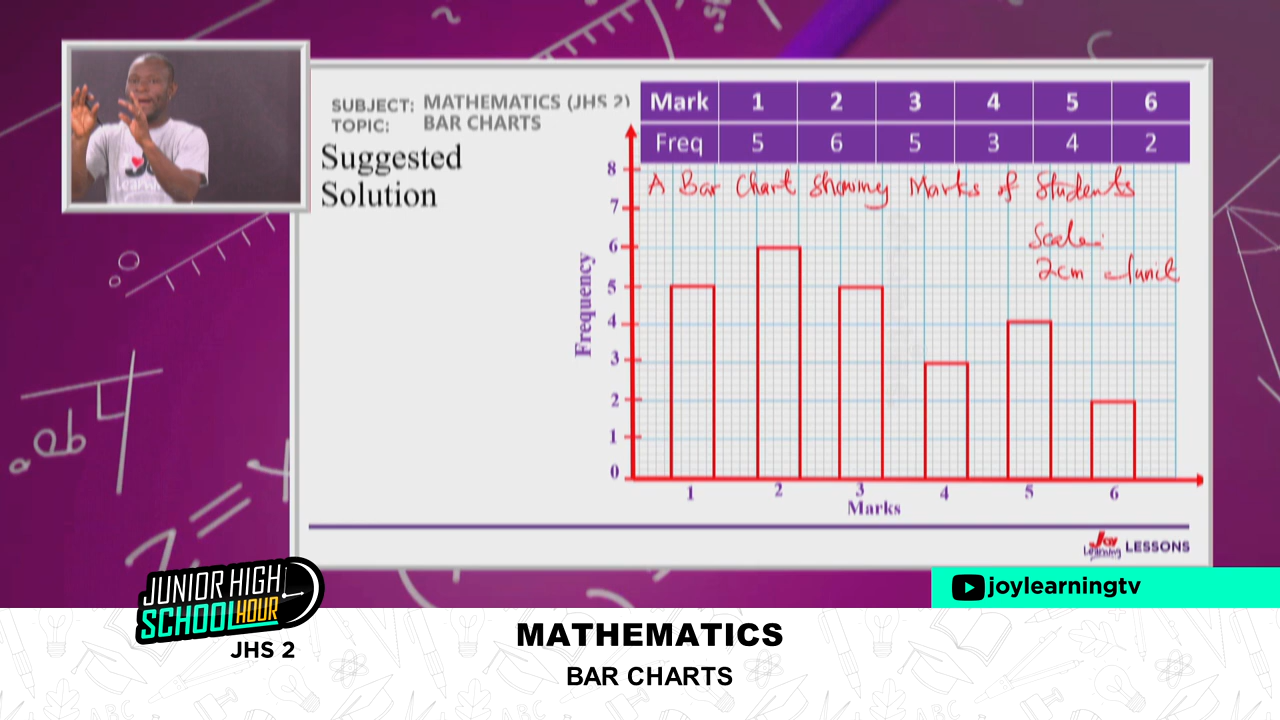 SUBJECT: MATHEMATICS (JHS 2)
TOPIC: BAR CHARTS
Suggested
Solution
Mark 1 2 3 4 5 6
Freq 5 6 5 3 4 2
A Bar Chart Showing Marks of Students
Scale:
2cm - 1unit
Frequency
8
7
6
5
4
3
2
1
0
1 2 3 4 5 6
Marks
Joy Learning LESSONS
joylearningtv
JUNIOR HIGH
SCHOOL HOUR
JHS 2
MATHEMATICS
BAR CHARTS